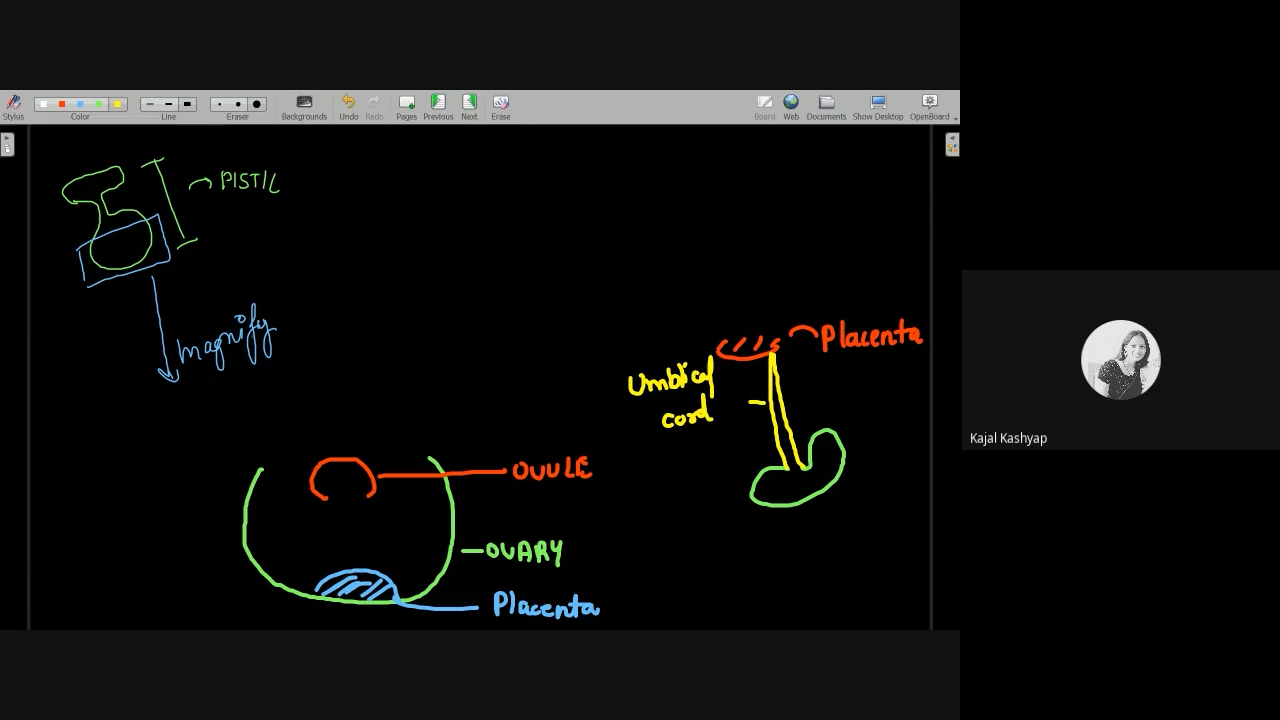 Stylus
Color
Line
Eraser
Backgrounds
Undo
Redo
Pages
Previous
Next
Erase
Board
Web
Documents
Show Desktop
OpenBoard
PISTIL
Magnify
Placenta
Umblical
cord
OVULE
OVARY
Placenta
Kajal Kashyap